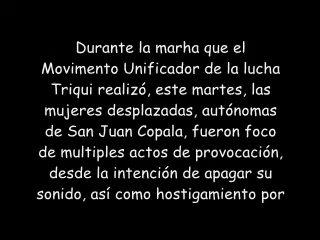 Durante la marha que el
Movimento Unificador de la lucha
Triqui realizó, este martes, las
mujeres desplazadas, autónomas
de San Juan Copala, fueron foco
de multiples actos de provocación,
desde la intención de apagar su
sonido, así como hostigamiento por